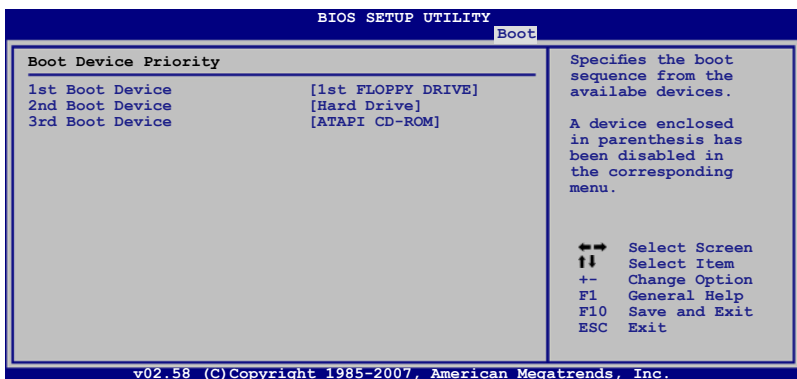 BIOS SETUP UTILITY
Boot
Boot Device Priority
1st Boot Device [1st FLOPPY DRIVE]
2nd Boot Device [Hard Drive]
3rd Boot Device [ATAPI CD-ROM]
Specifies the boot
sequence from the
availabe devices.
A device enclosed
in parenthesis has
been disabled in
the corresponding
menu.
←→ Select Screen
↑↓ Select Item
+- Change Option
F1 General Help
F10 Save and Exit
ESC Exit
v02.58 (C)Copyright 1985-2007, American Megatrends, Inc.